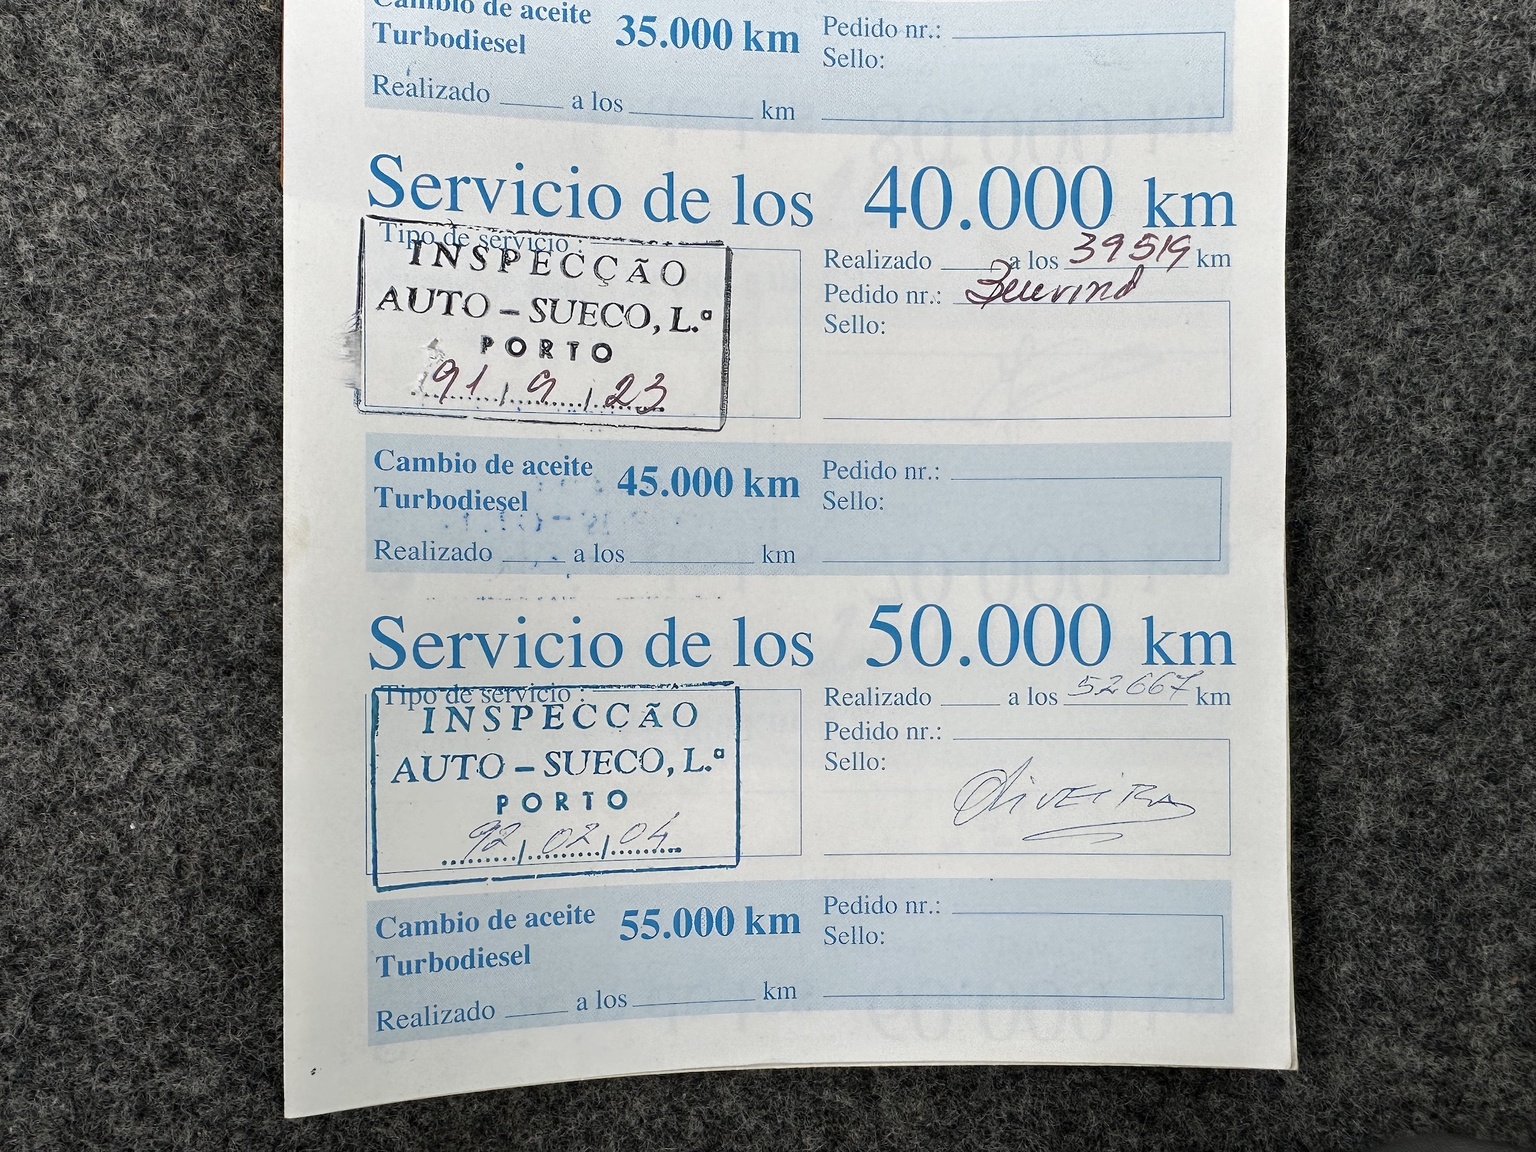 Cambio de aceite
Turbodiesel
35.000 km
Realizado a los km
Pedido nr.:
Sello:
Servicio de los 40.000 km
Tipo de servicio :
INSPECÇÃO
AUTO – SUECO, L.ª
PORTO
91 / 9 / 23
Realizado a los 39519 km
Pedido nr.:
Sello:
Cambio de aceite
Turbodiesel
45.000 km
Realizado a los km
Pedido nr.:
Sello:
Servicio de los 50.000 km
Tipo de servicio :
INSPECCÃO
AUTO – SUECO, L.ª
PORTO
92 / 02 / 04
Realizado a los 52667 km
Pedido nr.:
Sello:
OLIVEIRA
Cambio de aceite
Turbodiesel
55.000 km
Realizado a los km
Pedido nr.:
Sello: